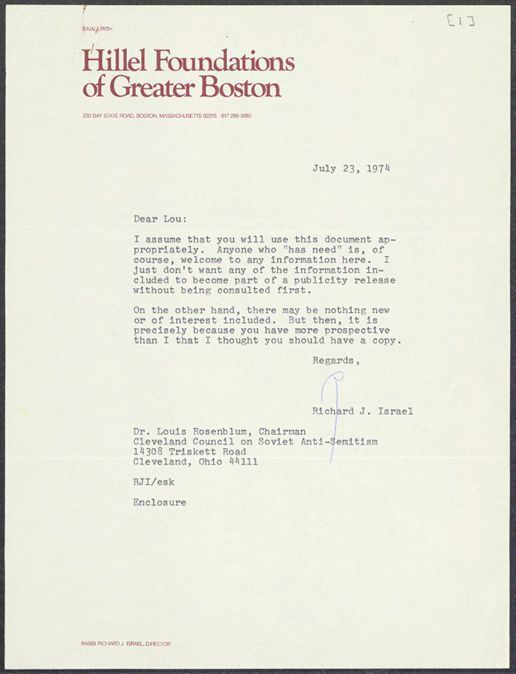 [1]
B'NAI B'RITH
Hillel Foundations
of Greater Boston
233 BAY STATE ROAD, BOSTON, MASSACHUSETTS 02215 617 266-3882
July 23, 1974
Dear Lou:
I assume that you will use this document ap-
propriately. Anyone who "has need" is, of
course, welcome to any information here. I
just don't want any of the information in-
cluded to become part of a publicity release
without being consulted first.
On the other hand, there may be nothing new
or of interest included. But then, it is
precisely because you have more prospective
than I that I thought you should have a copy.
Regards,
Richard J. Israel
Dr. Louis Rosenblum, Chairman
Cleveland Council on Soviet Anti-Semitism
14308 Triskett Road
Cleveland, Ohio 44111
RJI/esk
Enclosure
RABBI RICHARD J. ISRAEL, DIRECTOR